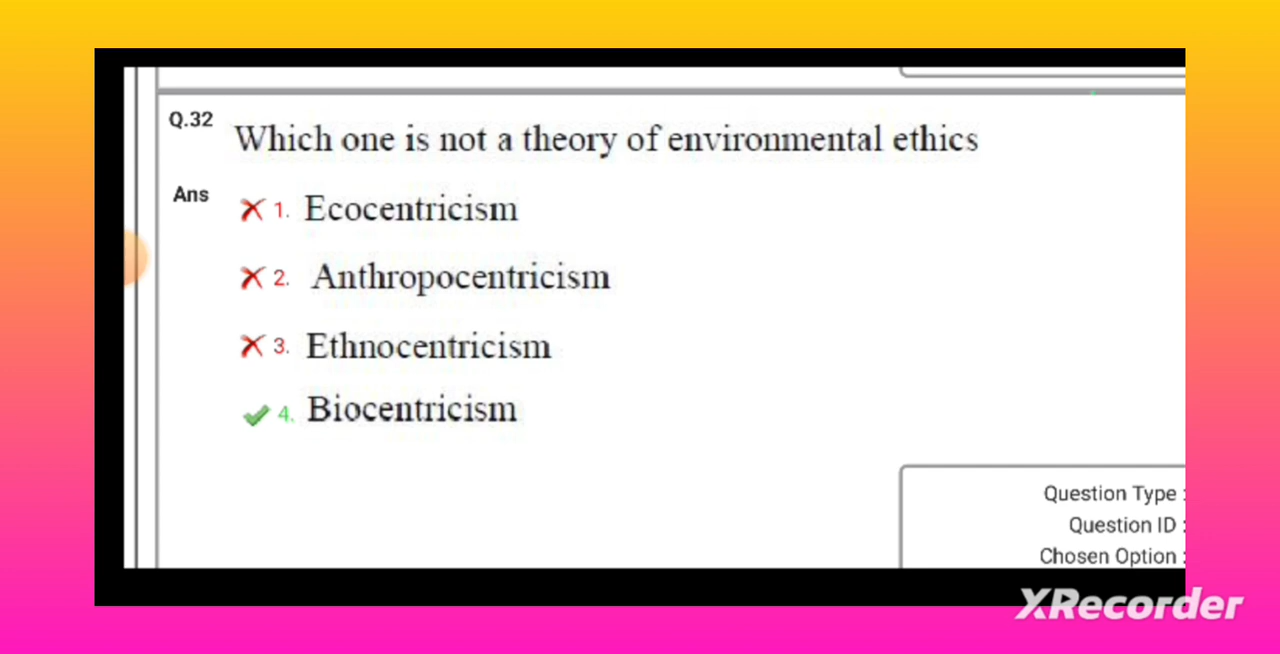 Q.32
Which one is not a theory of environmental ethics
Ans
1. Ecocentricism
2. Anthropocentricism
3. Ethnocentricism
4. Biocentricism
Question Type :
Question ID :
Chosen Option :
XRecorder